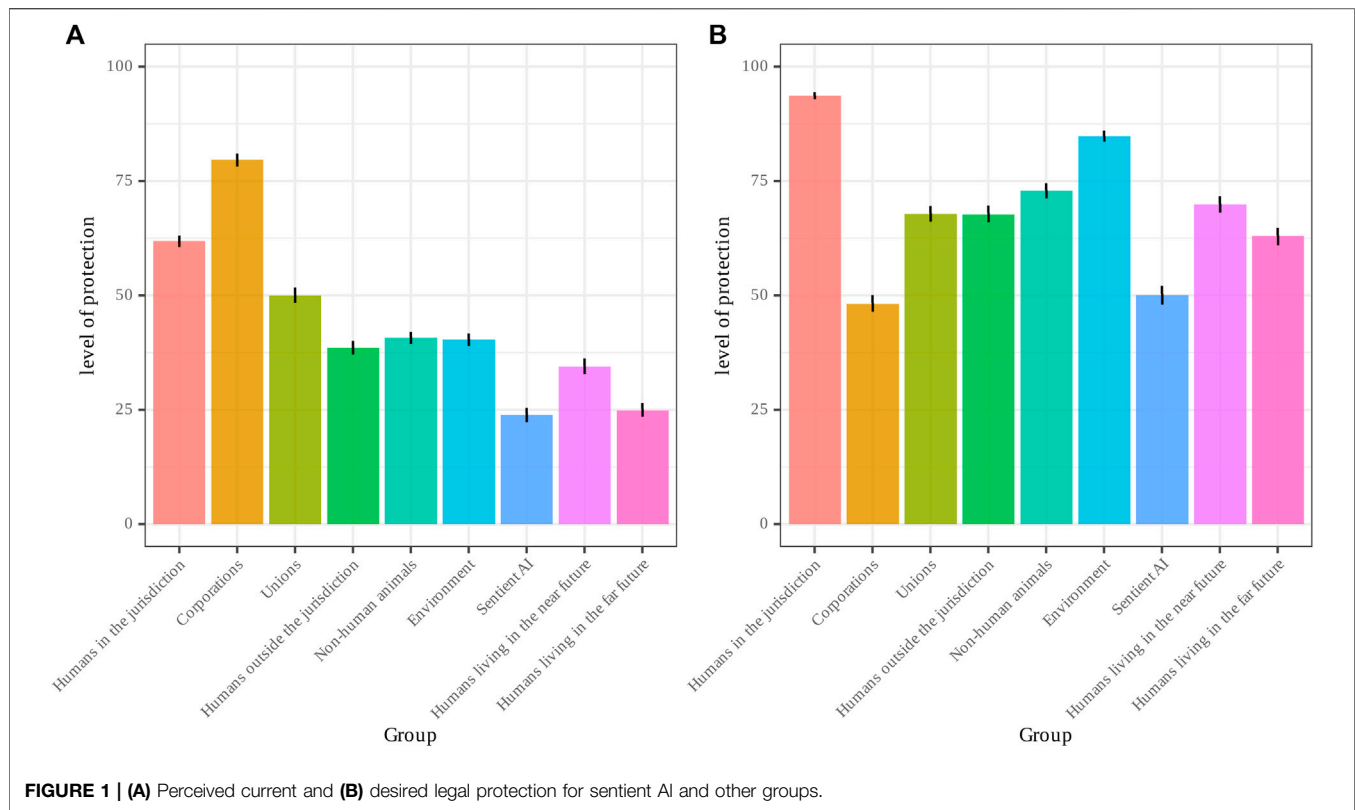 A
100
75
50
25
0
level of protection
Humans in the jurisdiction
Corporations
Unions
Humans outside the jurisdiction
Non-human animals
Environment
Sentient AI
Humans living in the near future
Humans living in the far future
Group
B
100
75
50
25
0
level of protection
Humans in the jurisdiction
Corporations
Unions
Humans outside the jurisdiction
Non-human animals
Environment
Sentient AI
Humans living in the near future
Humans living in the far future
Group
FIGURE 1 | (A) Perceived current and (B) desired legal protection for sentient AI and other groups.